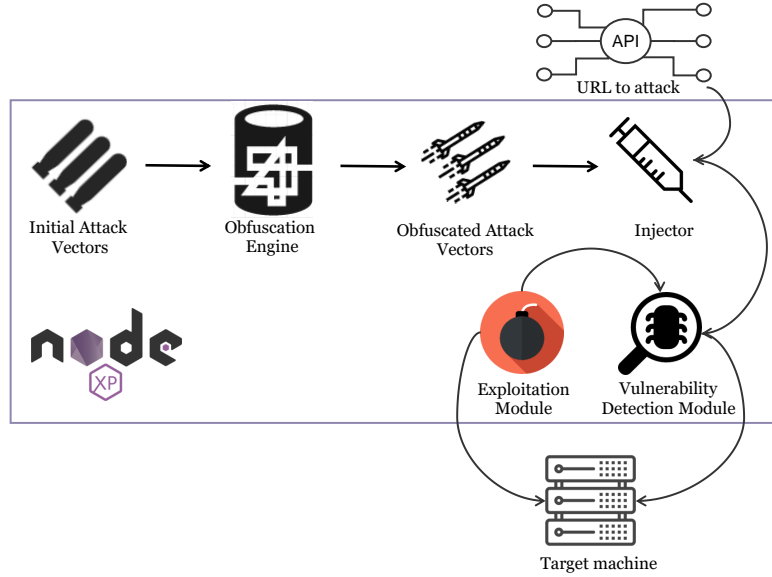 API
URL to attack
Initial Attack
Vectors
Obfuscation
Engine
Obfuscated Attack
Vectors
Injector
node
XP
Exploitation
Module
Vulnerability
Detection Module
Target machine